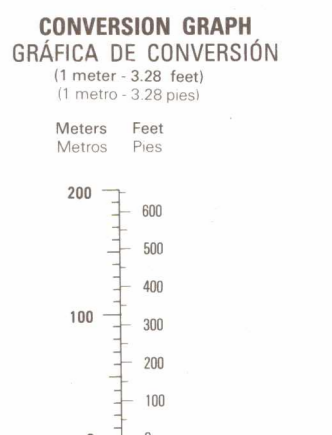 CONVERSION GRAPH
GRÁFICA DE CONVERSIÓN
(1 meter - 3.28 feet)
(1 metro - 3.28 pies)
Meters Feet
Metros Pies
200
600
500
400
100
300
200
100